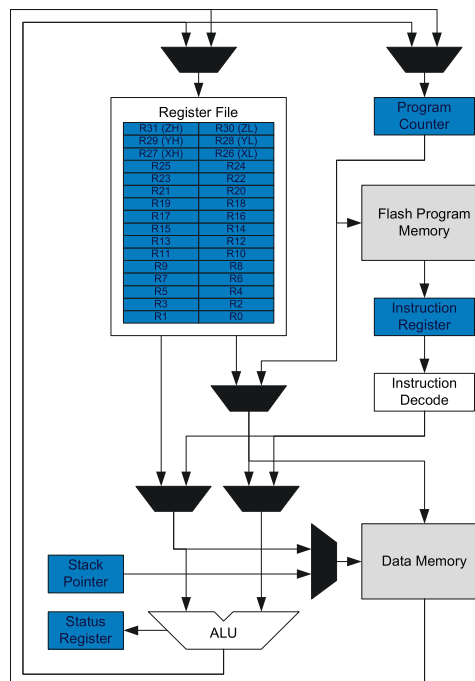 Register File
R31 (ZH) R30 (ZL)
R29 (YH) R28 (YL)
R27 (XH) R26 (XL)
R25 R24
R23 R22
R21 R20
R19 R18
R17 R16
R15 R14
R13 R12
R11 R10
R9 R8
R7 R6
R5 R4
R3 R2
R1 R0
Program
Counter
Flash Program
Memory
Instruction
Register
Instruction
Decode
Stack
Pointer
Data Memory
Status
Register
ALU